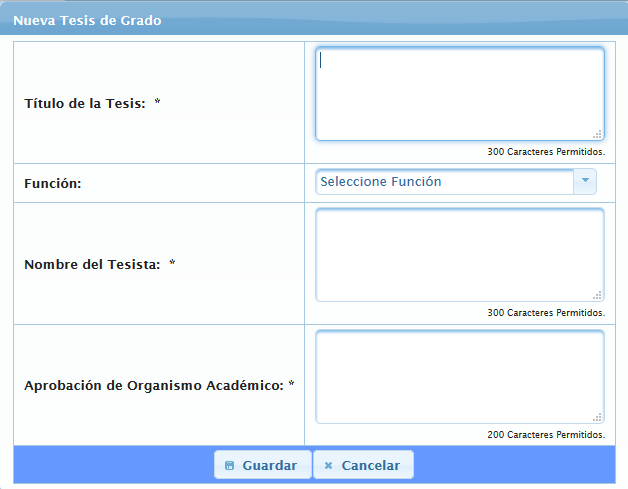 Nueva Tesis de Grado
Título de la Tesis: *
300 Caracteres Permitidos.
Función:
Seleccione Función
Nombre del Tesista: *
300 Caracteres Permitidos.
Aprobación de Organismo Académico: *
200 Caracteres Permitidos.
Guardar
Cancelar